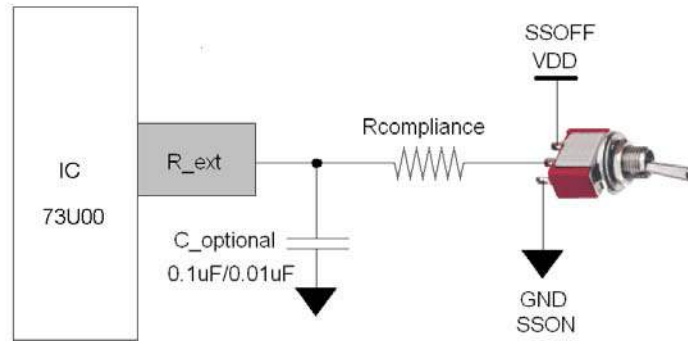 SSOFF
VDD
Rcompliance
R_ext
IC
73U00
C_optional
0.1uF/0.01uF
GND
SSON